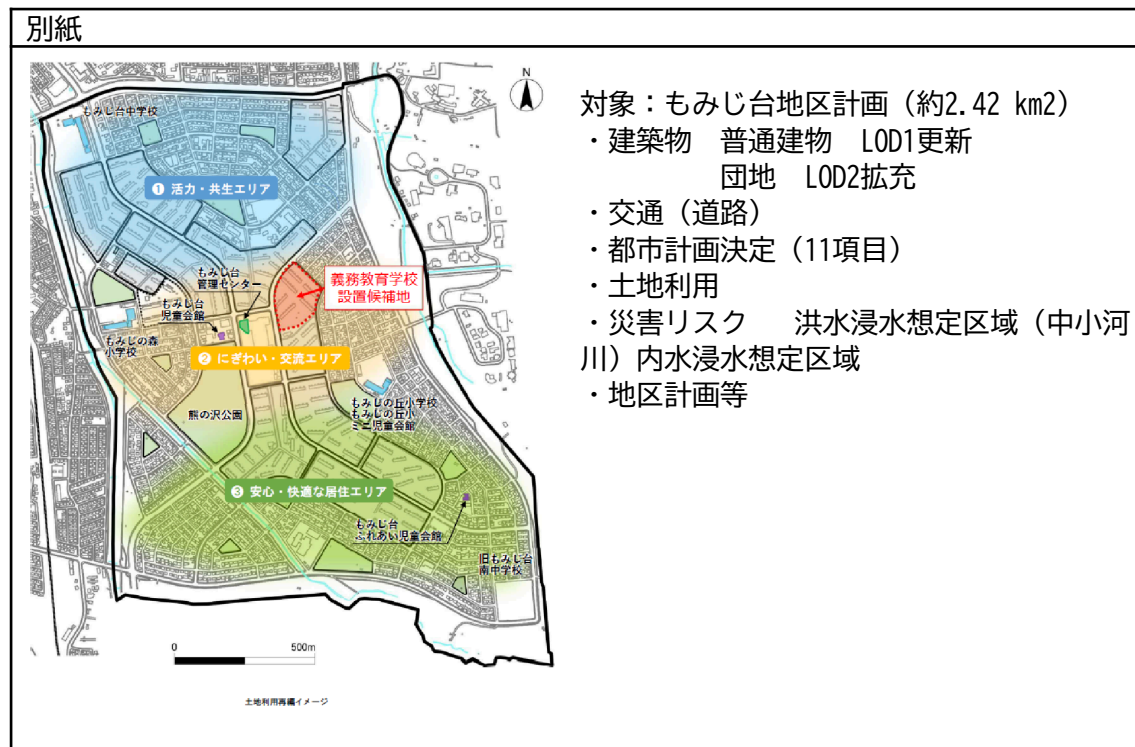 別紙
N
もみじ台中学校
❶ 活力・共生エリア
もみじ台
管理センター
義務教育学校
設置候補地
もみじ台
児童会館
もみじの森
小学校
❷ にぎわい・交流エリア
熊の沢公園
もみじの丘小学校
もみじの丘小
ミニ児童会館
❸ 安心・快適な居住エリア
もみじ台
ふれあい児童会館
旧もみじ台
南中学校
0 500m
土地利用再編イメージ
対象：もみじ台地区計画（約2.42 km2）
・建築物　普通建物　LOD1更新
団地　LOD2拡充
・交通（道路）
・都市計画決定（11項目）
・土地利用
・災害リスク　　洪水浸水想定区域（中小河
川）内水浸水想定区域
・地区計画等